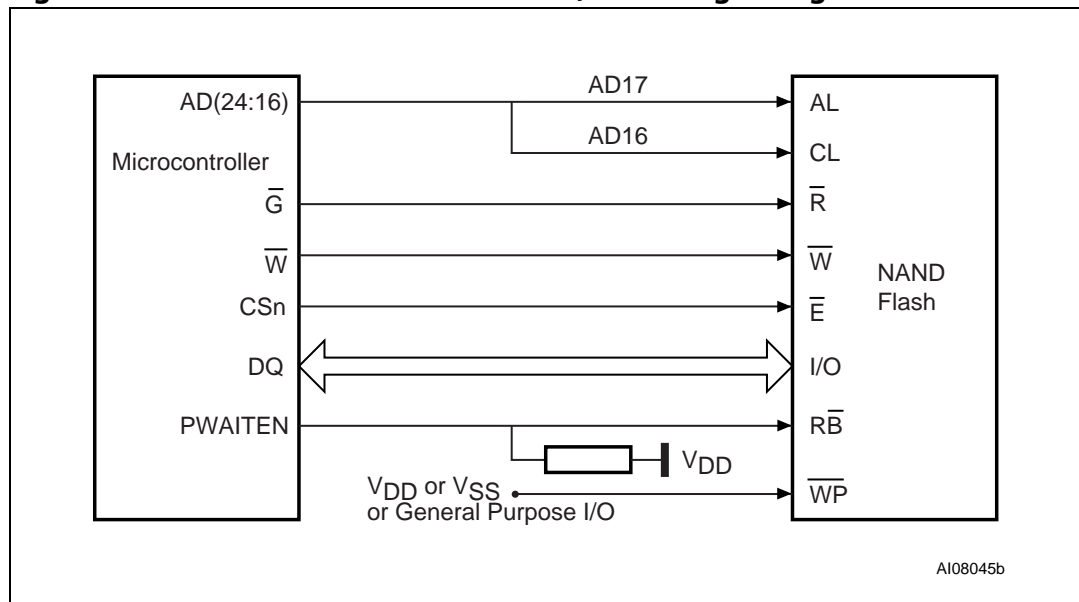 AD(24:16)
Microcontroller
G̅
W̅
CSn
DQ
PWAITEN
AD17
AD16
VDD
VDD or VSS
or General Purpose I/O
AL
CL
R̅
W̅
E̅
I/O
RB̅
W̅P̅
NAND
Flash
AI08045b